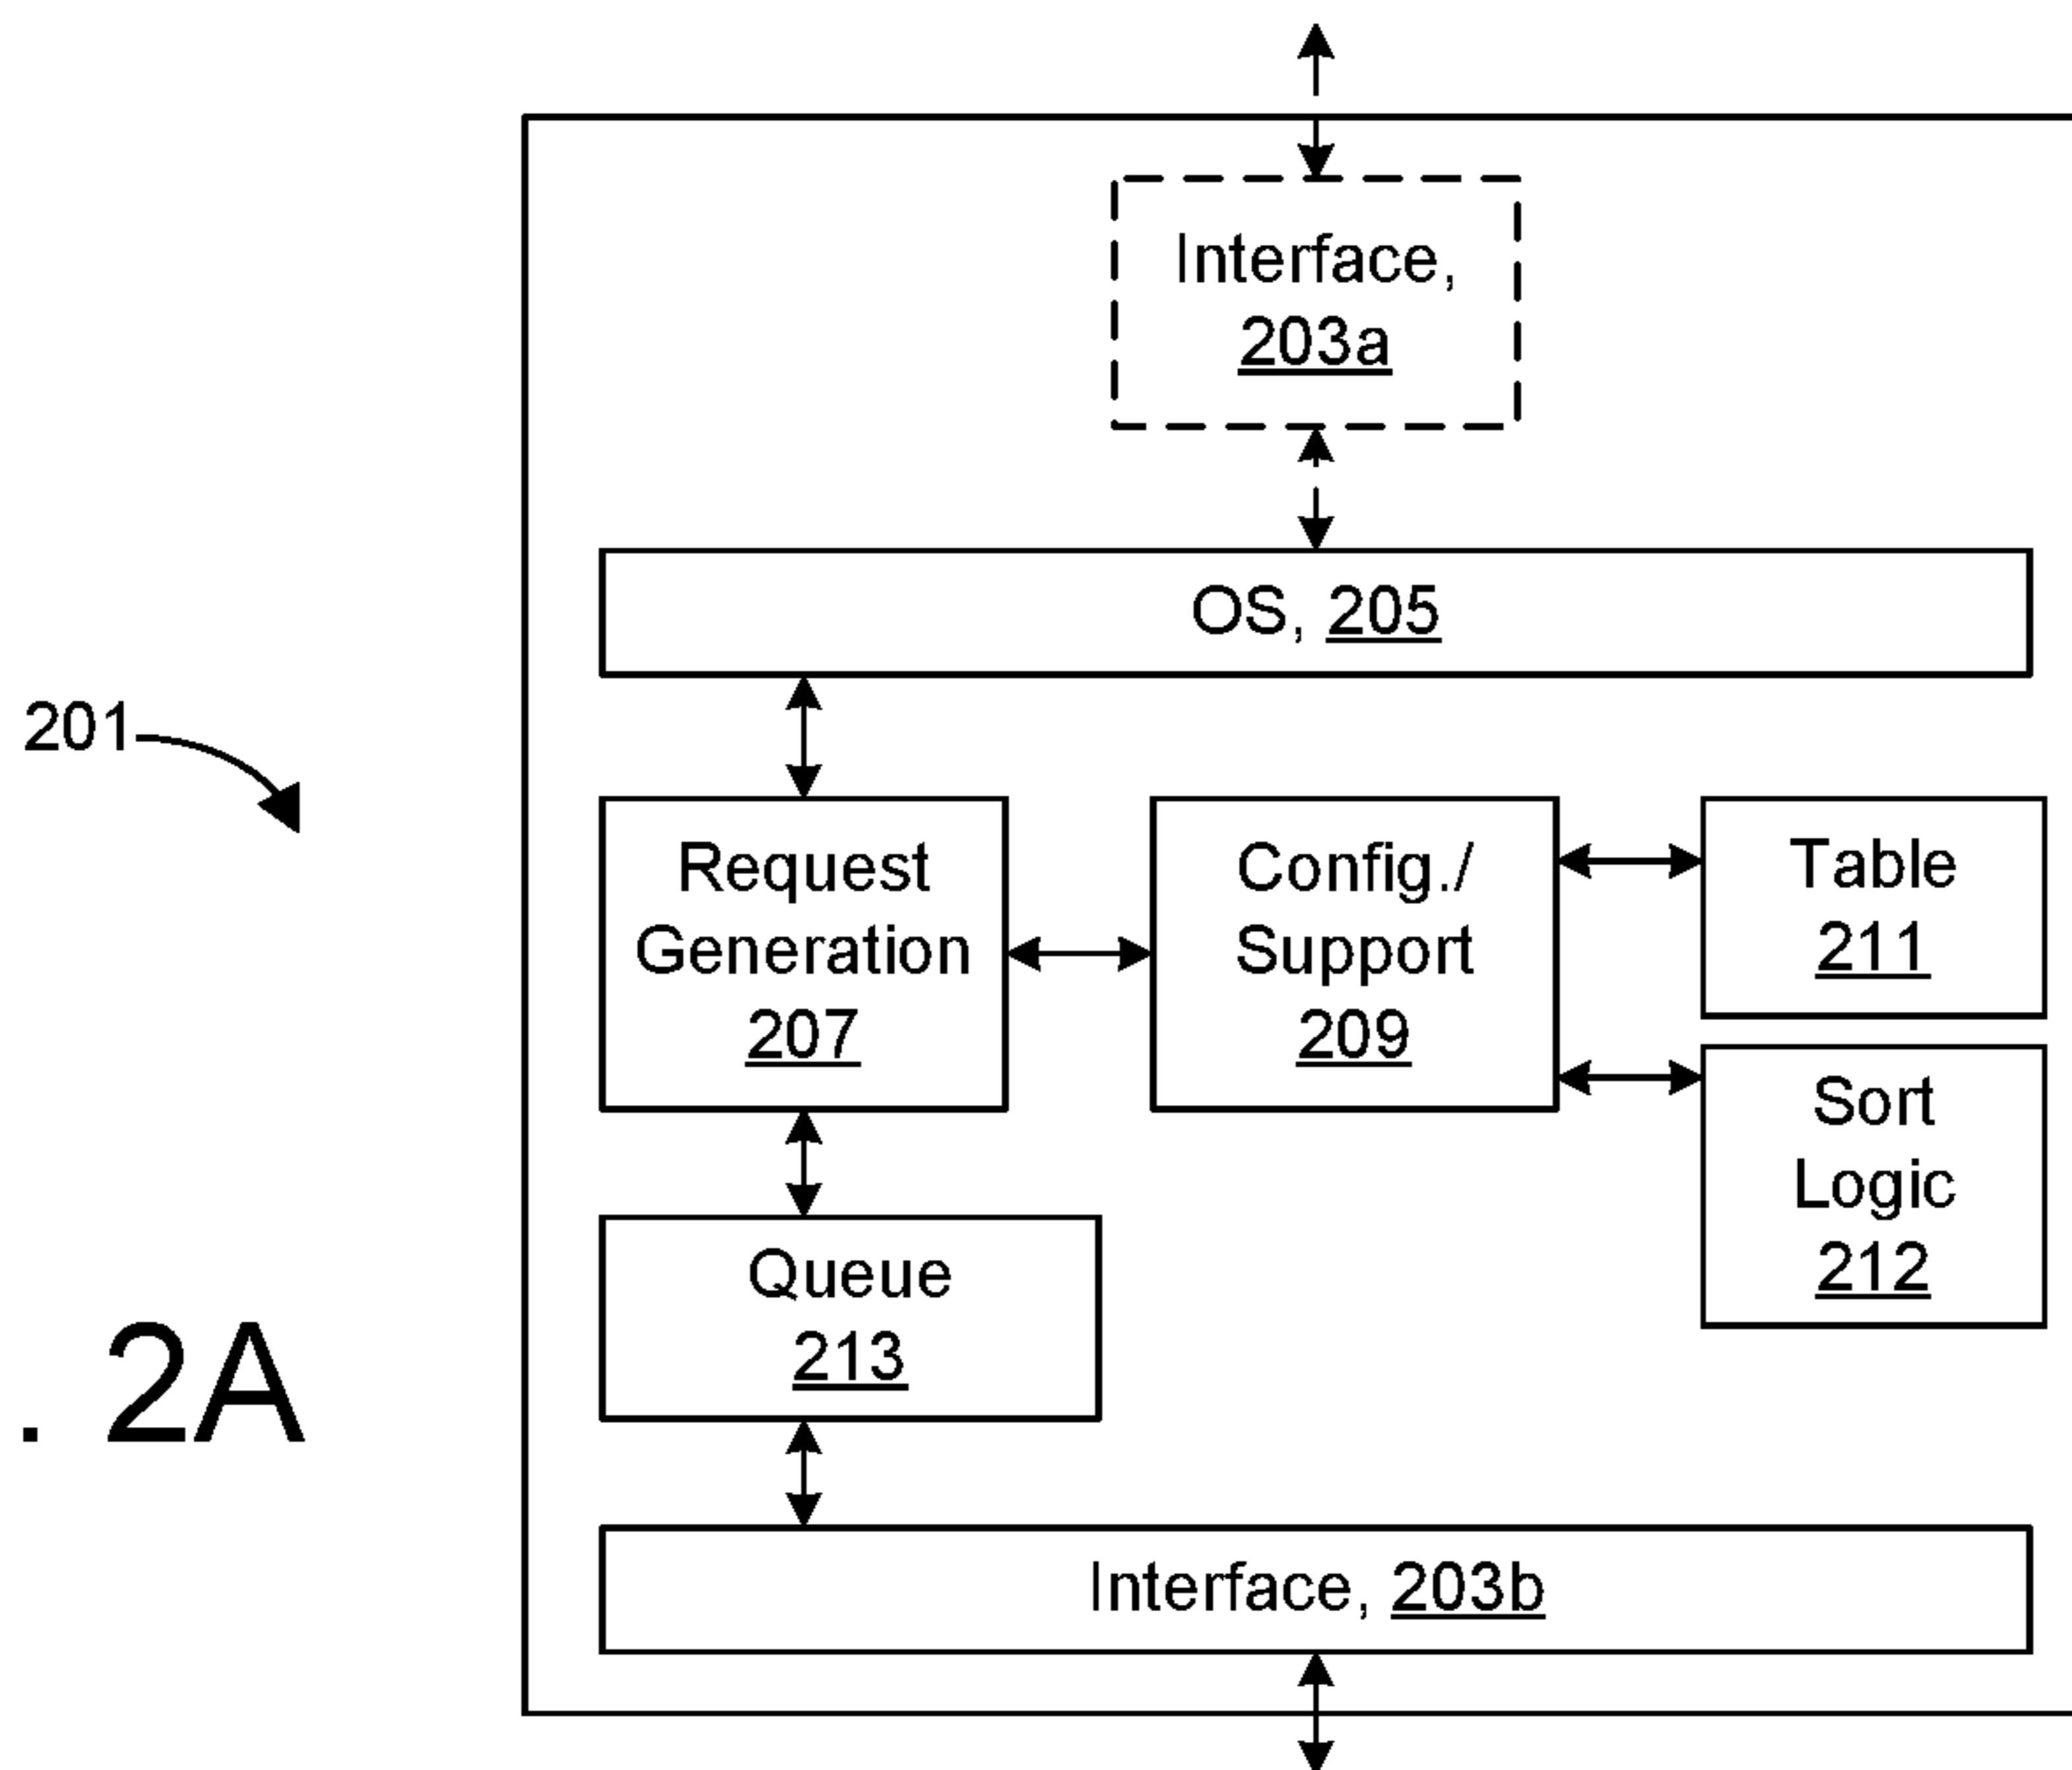 Interface,
203a
OS, 205
201
Request
Generation
207
Config./
Support
209
Table
211
Sort
Logic
212
Queue
213
. 2A
Interface, 203b